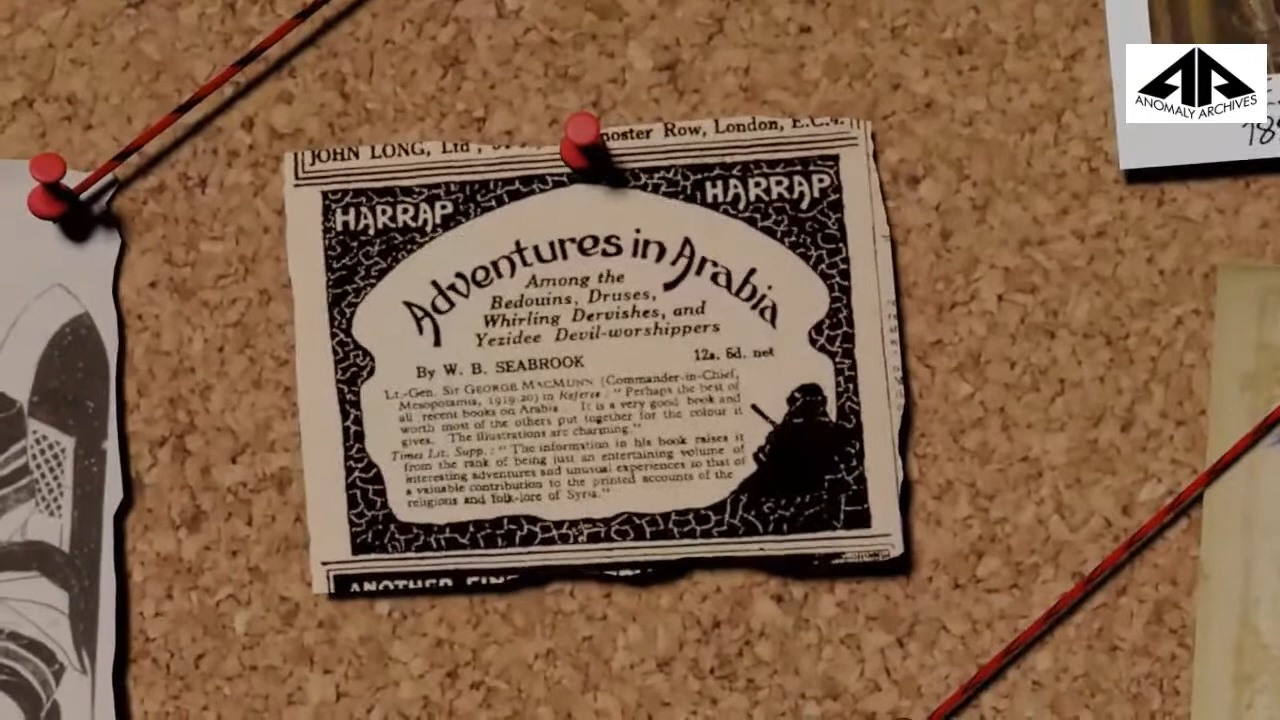 ANOMALY ARCHIVES
18
JOHN LONG, Ltd, noster Row, London, E.C.4.
HARRAP HARRAP
Adventures in Arabia
Among the
Bedouins, Druses,
Whirling Dervishes, and
Yezidee Devil-worshippers
By W. B. SEABROOK 12s. 6d. net
Lt.-Gen. Sir GEORGE MACMUNN (Commander-in-Chief,
Mesopotamia, 1919-20) in Referee: "Perhaps the best of
all recent books on Arabia. It is a very good book and
worth most of the others put together for the colour it
gives. The illustrations are charming."
Times Lit. Supp.: "The information in his book raises it
from the rank of being just an entertaining volume of
interesting adventures and unusual experiences to that of
a valuable contribution to the printed accounts of the
religions and folk-lore of Syria."
ANOTHER FINE